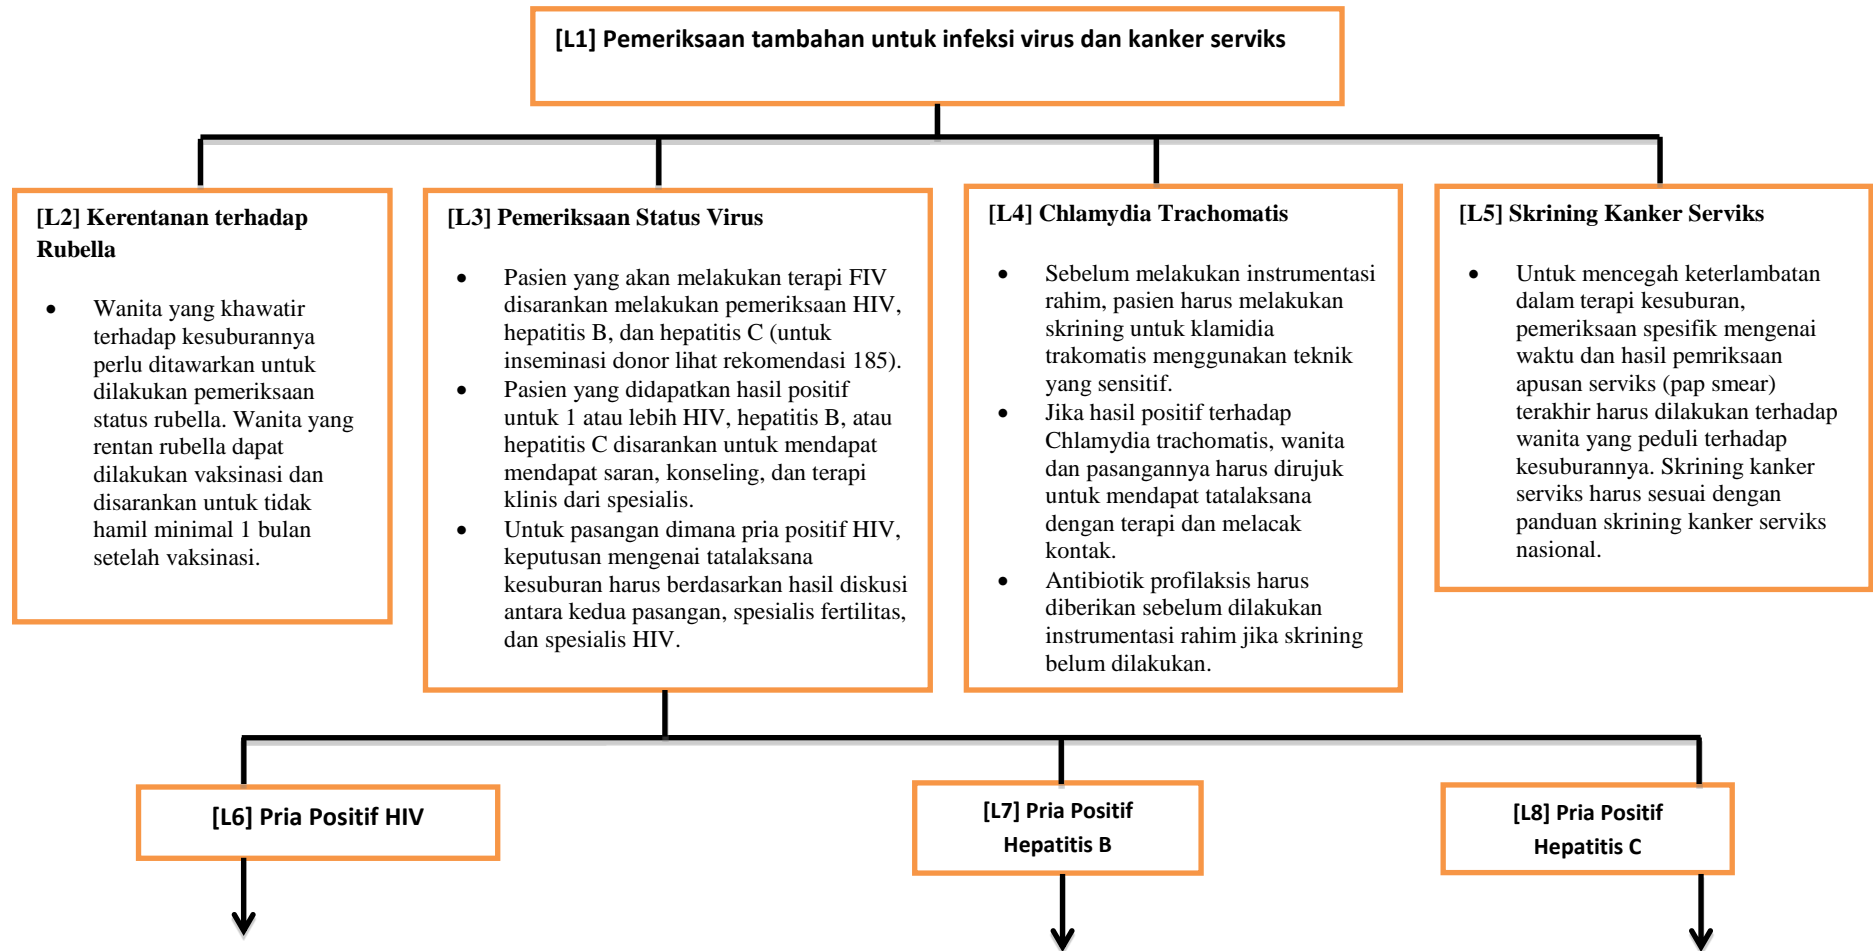 [L1] Pemeriksaan tambahan untuk infeksi virus dan kanker serviks
[L2] Kerentanan terhadap
Rubella
• Wanita yang khawatir
terhadap kesuburannya
perlu ditawarkan untuk
dilakukan pemeriksaan
status rubella. Wanita yang
rentan rubella dapat
dilakukan vaksinasi dan
disarankan untuk tidak
hamil minimal 1 bulan
setelah vaksinasi.
[L3] Pemeriksaan Status Virus
• Pasien yang akan melakukan terapi FIV
disarankan melakukan pemeriksaan HIV,
hepatitis B, dan hepatitis C (untuk
inseminasi donor lihat rekomendasi 185).
• Pasien yang didapatkan hasil positif
untuk 1 atau lebih HIV, hepatitis B, atau
hepatitis C disarankan untuk mendapat
mendapat saran, konseling, dan terapi
klinis dari spesialis.
• Untuk pasangan dimana pria positif HIV,
keputusan mengenai tatalaksana
kesuburan harus berdasarkan hasil diskusi
antara kedua pasangan, spesialis fertilitas,
dan spesialis HIV.
[L4] Chlamydia Trachomatis
• Sebelum melakukan instrumentasi
rahim, pasien harus melakukan
skrining untuk klamidia
trakomatis menggunakan teknik
yang sensitif.
• Jika hasil positif terhadap
Chlamydia trachomatis, wanita
dan pasangannya harus dirujuk
untuk mendapat tatalaksana
dengan terapi dan melacak
kontak.
• Antibiotik profilaksis harus
diberikan sebelum dilakukan
instrumentasi rahim jika skrining
belum dilakukan.
[L5] Skrining Kanker Serviks
• Untuk mencegah keterlambatan
dalam terapi kesuburan,
pemeriksaan spesifik mengenai
waktu dan hasil pemriksaan
apusan serviks (pap smear)
terakhir harus dilakukan terhadap
wanita yang peduli terhadap
kesuburannya. Skrining kanker
serviks harus sesuai dengan
panduan skrining kanker serviks
nasional.
[L6] Pria Positif HIV
[L7] Pria Positif
Hepatitis B
[L8] Pria Positif
Hepatitis C